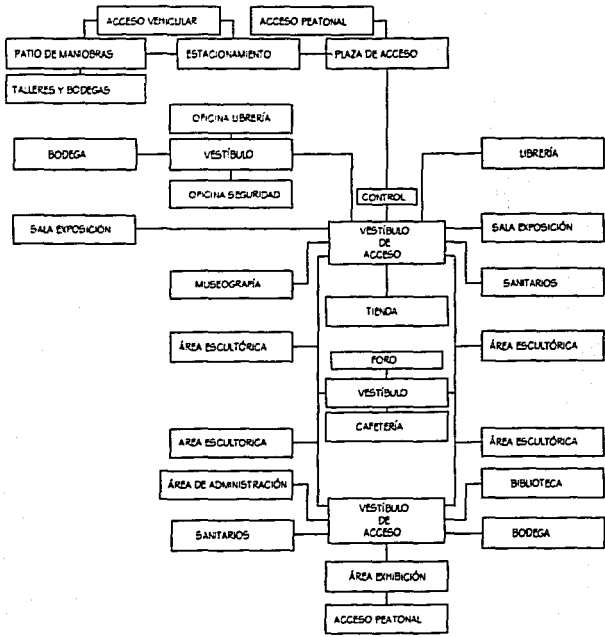 ACCESO VEHICULAR
ACCESO PEATONAL
PATIO DE MANIOBRAS
ESTACIONAMIENTO
PLAZA DE ACCESO
TALLERES Y BODEGAS
OFICINA LIBRERÍA
BODEGA
VESTÍBULO
LIBRERÍA
OFICINA SEGURIDAD
CONTROL
SALA EXPOSICIÓN
VESTÍBULO
DE
ACCESO
SALA EXPOSICIÓN
MUSEOGRAFÍA
SANITARIOS
TIENDA
ÁREA ESCULTÓRICA
ÁREA ESCULTÓRICA
FORO
VESTÍBULO
CAFETERÍA
AREA ESCULTORICA
ÁREA ESCULTÓRICA
ÁREA DE ADMINISTRACIÓN
BIBLIOTECA
VESTÍBULO
DE
ACCESO
SANITARIOS
BODEGA
ÁREA EXHIBICIÓN
ACCESO PEATONAL